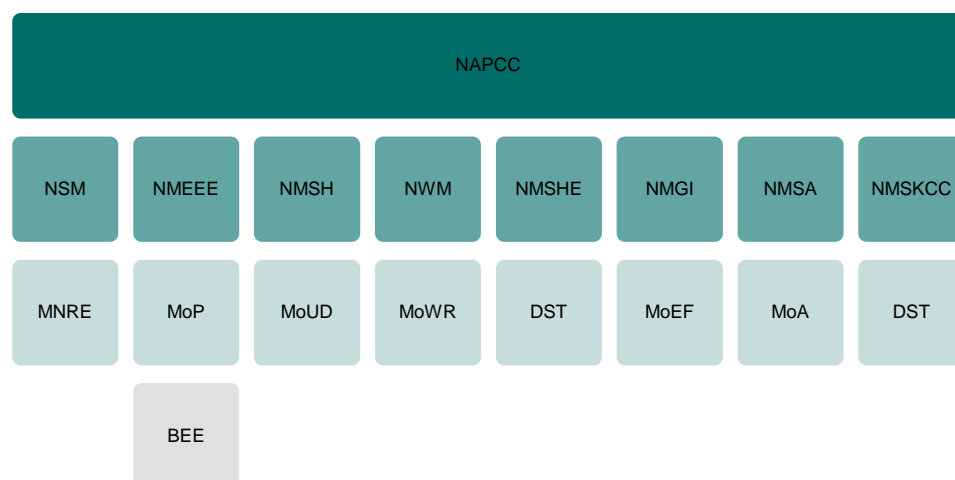 NAPCC
NSM NMEEE NMSH NWM NMSHE NMGI NMSA NMSKCC
MNRE MoP MoUD MoWR DST MoEF MoA DST
BEE